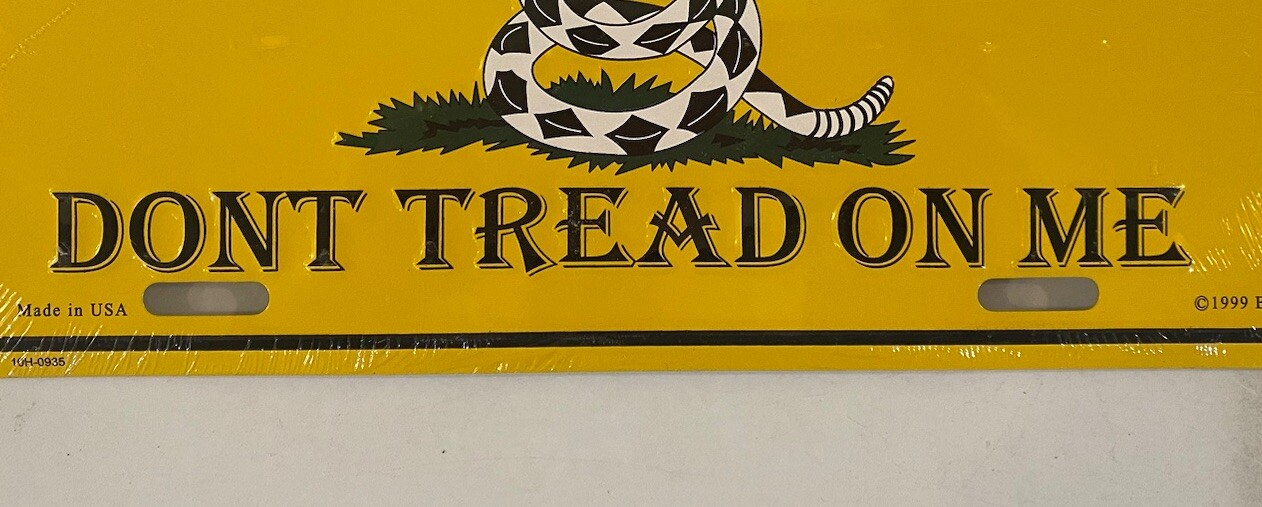 DONT TREAD ON ME
Made in USA
©1999
10H-0935